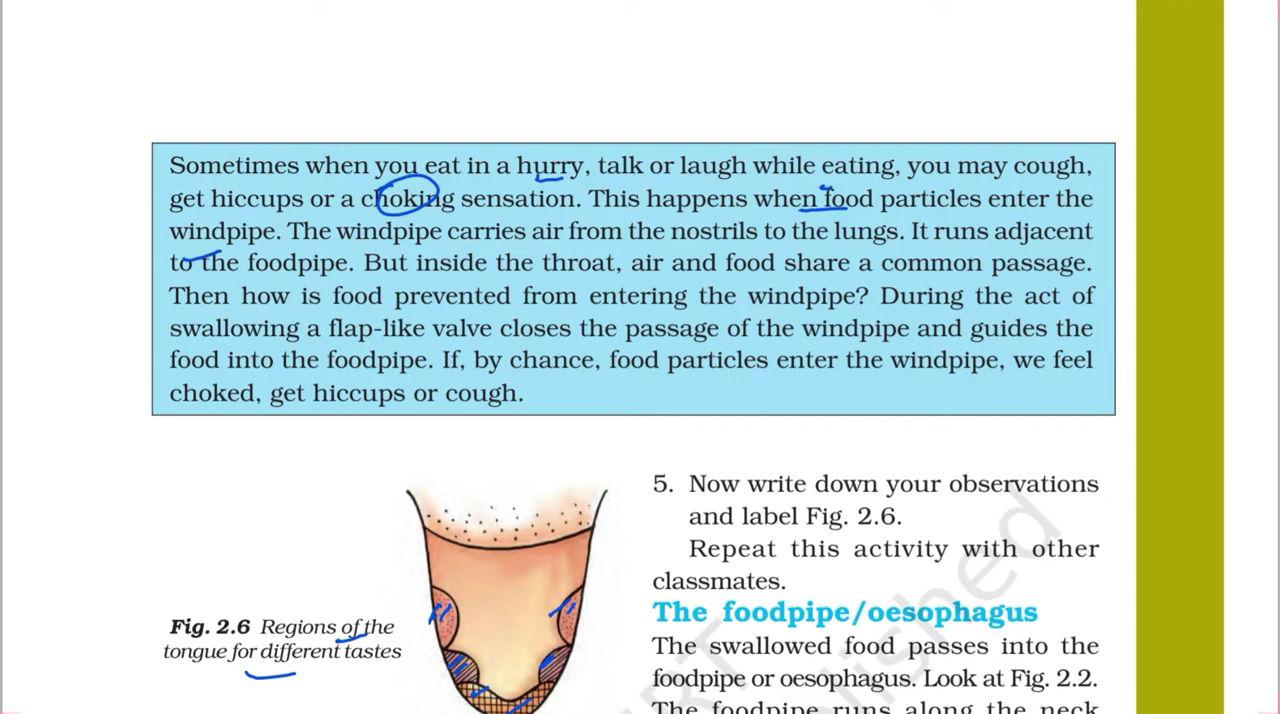 Sometimes when you eat in a hurry, talk or laugh while eating, you may cough,
get hiccups or a choking sensation. This happens when food particles enter the
windpipe. The windpipe carries air from the nostrils to the lungs. It runs adjacent
to the foodpipe. But inside the throat, air and food share a common passage.
Then how is food prevented from entering the windpipe? During the act of
swallowing a flap-like valve closes the passage of the windpipe and guides the
food into the foodpipe. If, by chance, food particles enter the windpipe, we feel
choked, get hiccups or cough.
Fig. 2.6 Regions of the
tongue for different tastes
5. Now write down your observations
and label Fig. 2.6.
Repeat this activity with other
classmates.
The foodpipe/oesophagus
The swallowed food passes into the
foodpipe or oesophagus. Look at Fig. 2.2.
The foodpipe runs along the neck